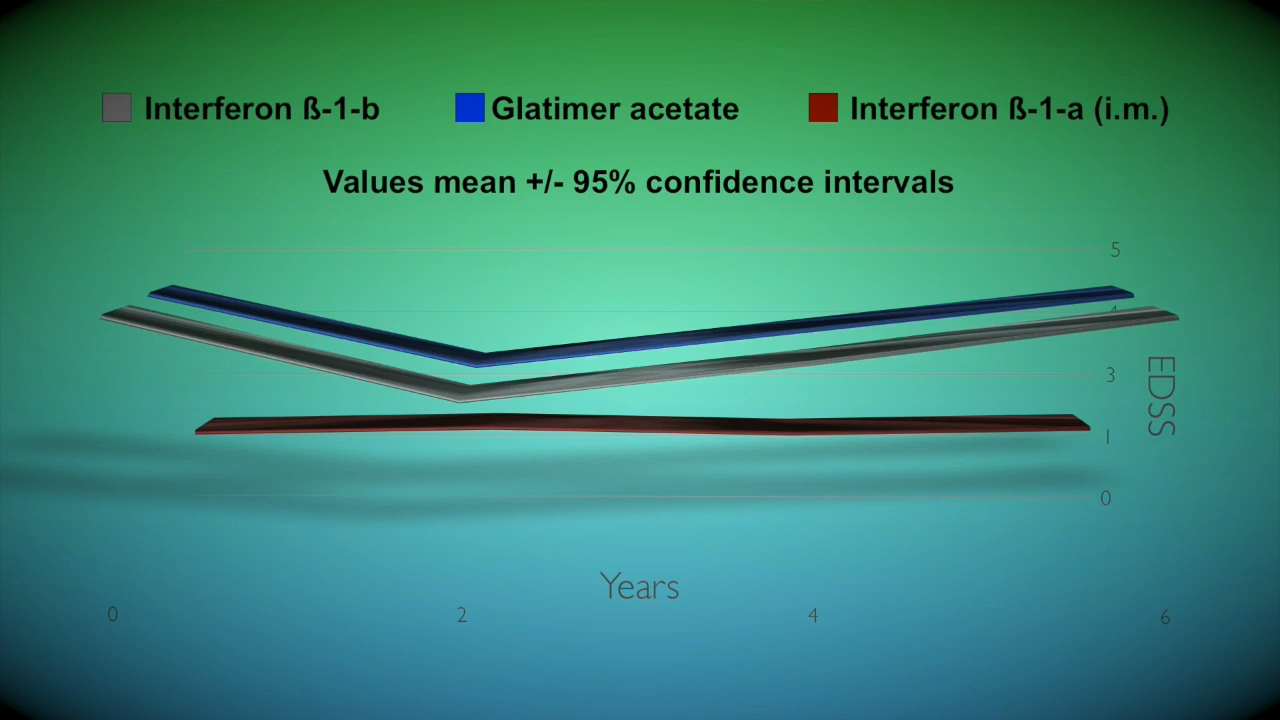 Interferon ß-1-b
Glatimer acetate
Interferon ß-1-a (i.m.)
Values mean +/- 95% confidence intervals
5
4
3
1
0
EDSS
Years
0
2
4
6